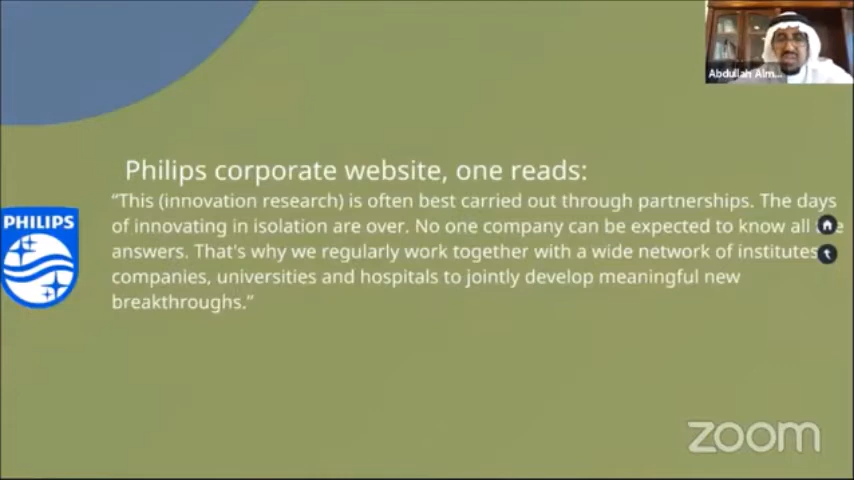 Abdullah Alm...
Philips corporate website, one reads:
“This (innovation research) is often best carried out through partnerships. The days
of innovating in isolation are over. No one company can be expected to know all
answers. That's why we regularly work together with a wide network of institutes
companies, universities and hospitals to jointly develop meaningful new
breakthroughs.”
PHILIPS
zoom